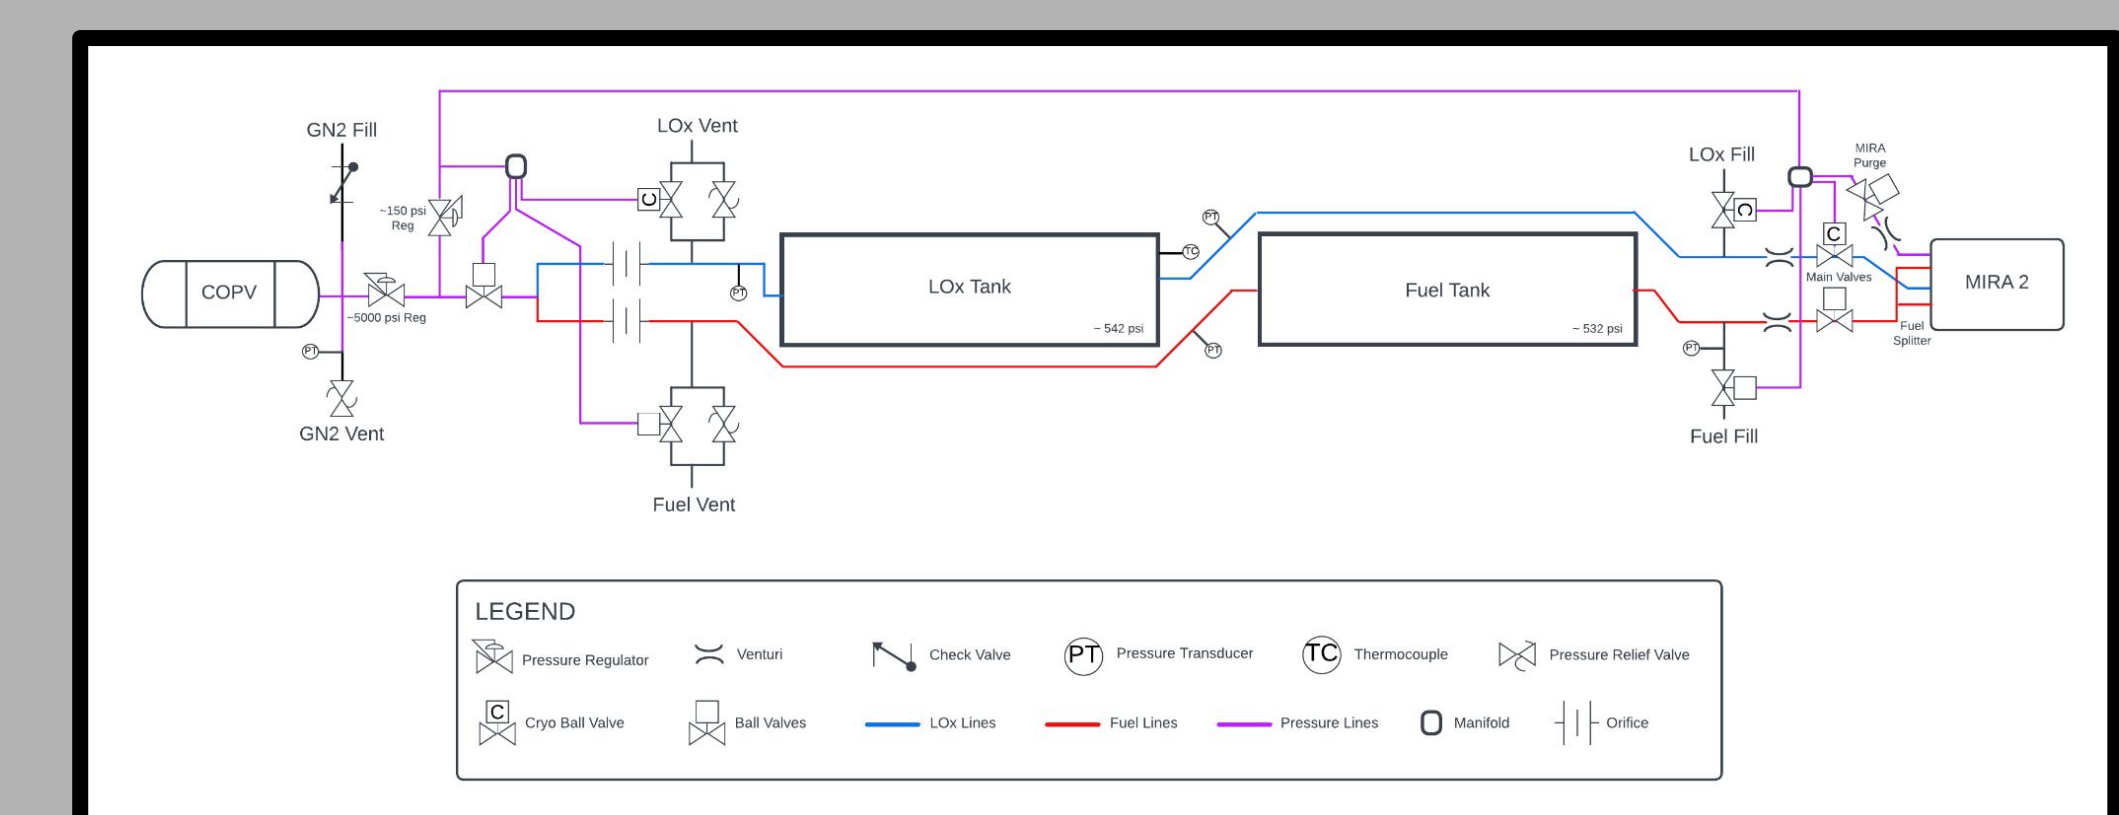 GN2 Fill
LOx Vent
LOx Fill
MIRA
Purge
~150 psi
Reg
C
C
PT
TC
C
COPV
~5000 psi Reg
PT
PT
GN2 Vent
LOx Tank
~ 542 psi
PT
Fuel Tank
~ 532 psi
Main Valves
MIRA 2
Fuel
Splitter
PT
Fuel Vent
Fuel Fill
LEGEND
Pressure Regulator
Venturi
Check Valve
PT Pressure Transducer
TC Thermocouple
Pressure Relief Valve
C Cryo Ball Valve
Ball Valves
LOx Lines
Fuel Lines
Pressure Lines
Manifold
Orifice